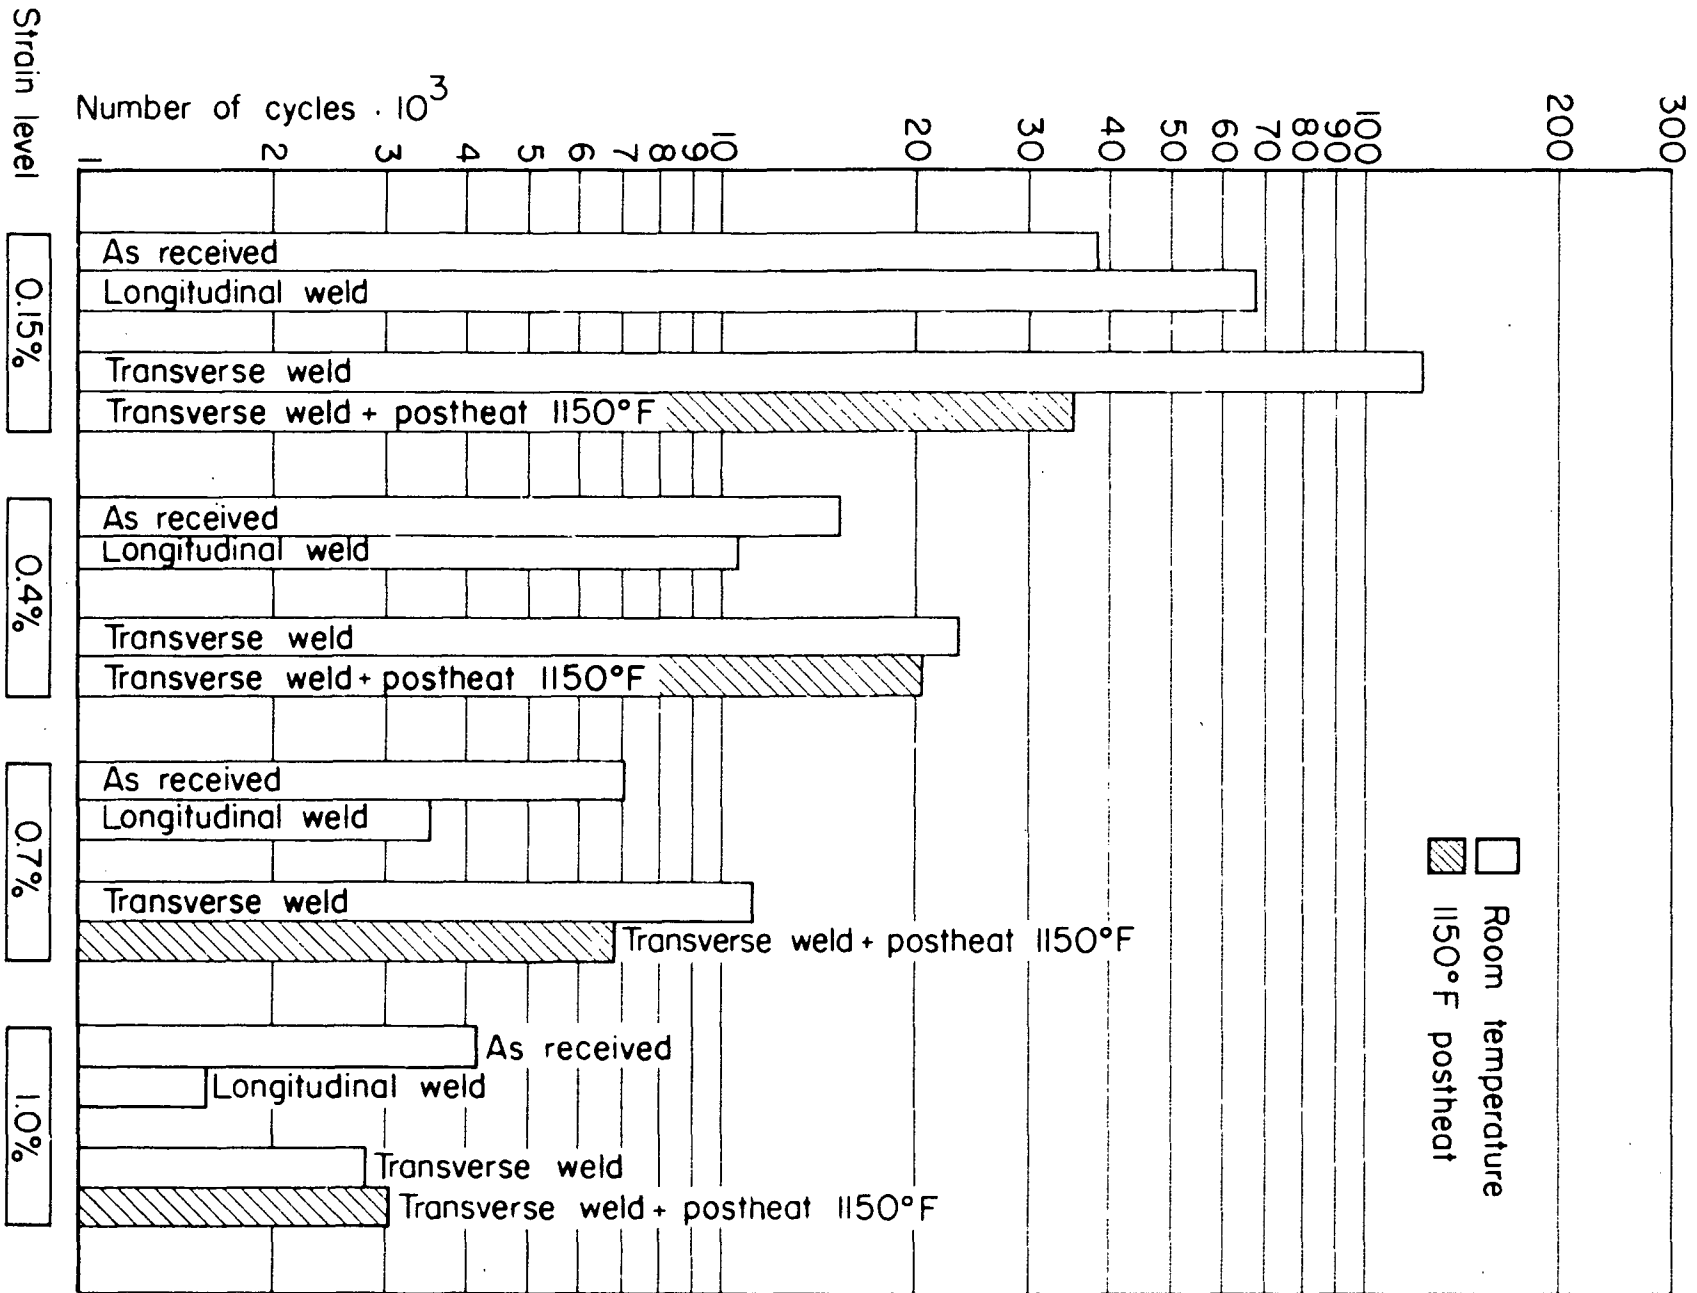 Strain level
Number of cycles · 10³
1 2 3 4 5 6 7 8 9 10 20 30 40 50 60 70 80 90 100 200 300
0.15%
As received
Longitudinal weld
Transverse weld
Transverse weld + postheat 1150°F
0.4%
As received
Longitudinal weld
Transverse weld
Transverse weld + postheat 1150°F
0.7%
As received
Longitudinal weld
Transverse weld
Transverse weld + postheat 1150°F
1.0%
As received
Longitudinal weld
Transverse weld
Transverse weld + postheat 1150°F
Room temperature
1150°F postheat